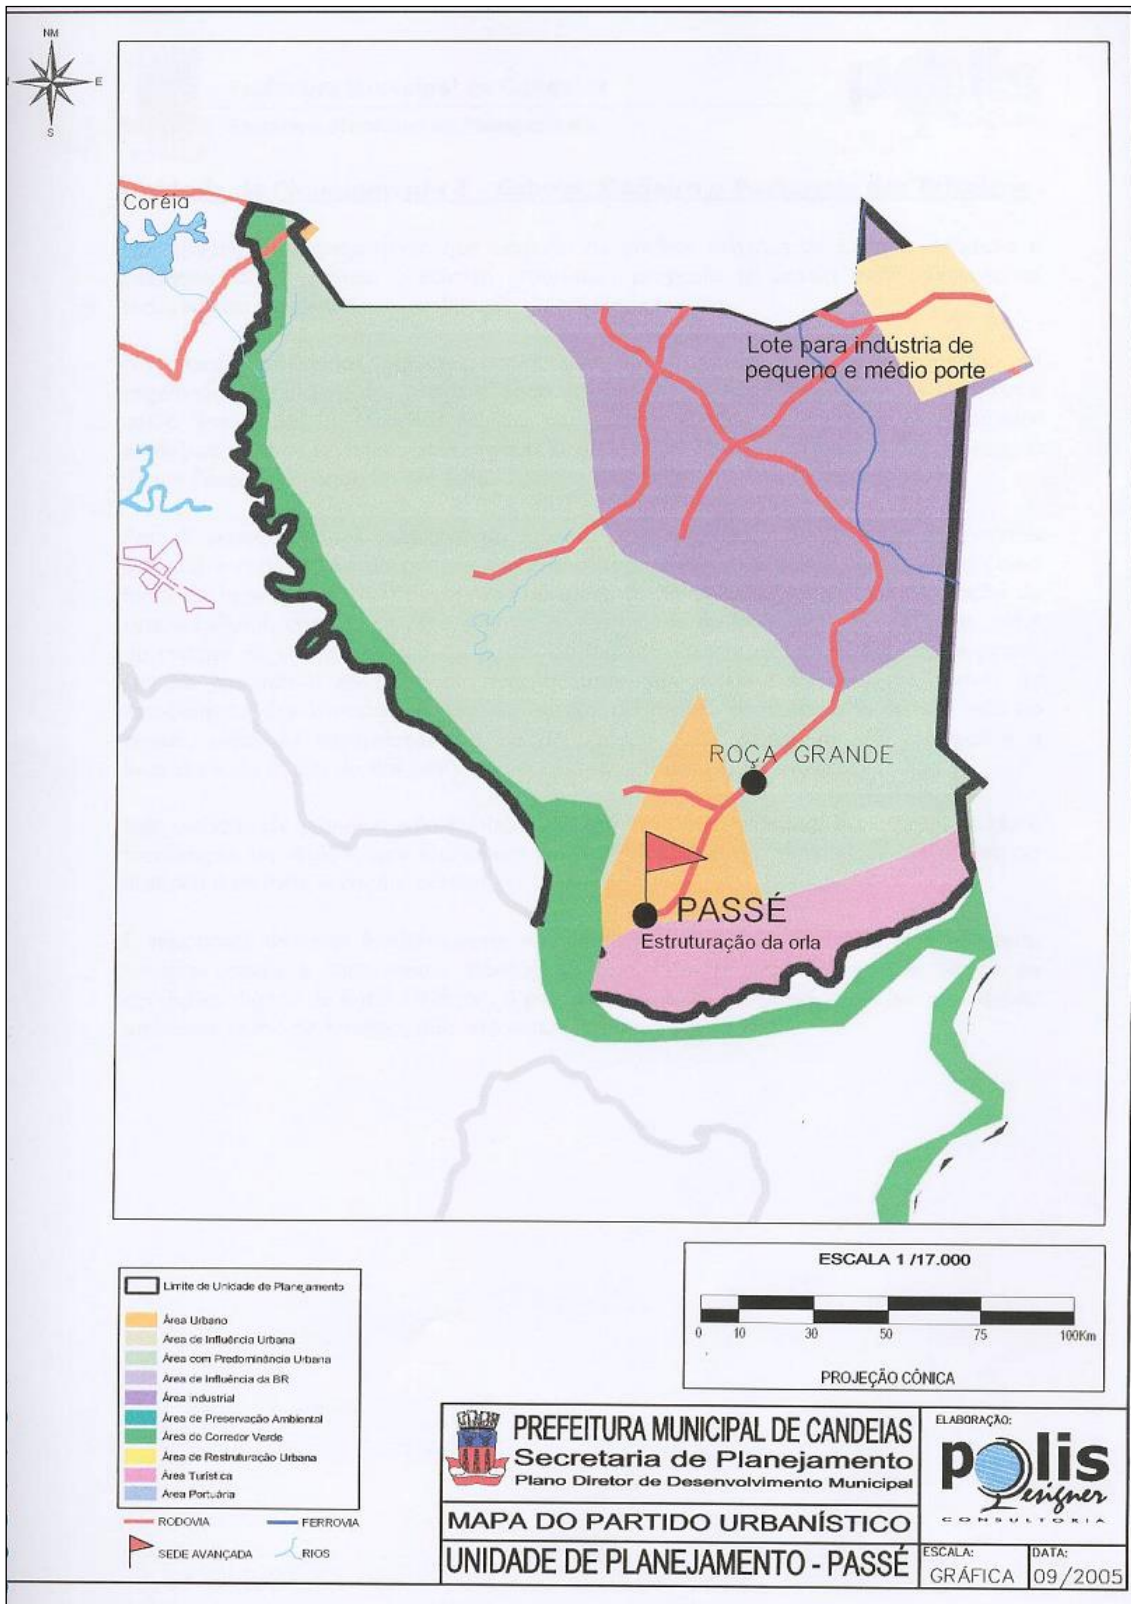 NM
E
S
Coréia
Lote para indústria de
pequeno e médio porte
ROÇA GRANDE
PASSÉ
Estruturação da orla
ESCALA 1 /17.000
0 10 30 50 75 100Km
PROJEÇÃO CÔNICA
Limite de Unidade de Planejamento
Área Urbano
Área de Influência Urbana
Área com Predominância Urbana
Área de Influência da BR
Área Industrial
Área de Preservação Ambiental
Área do Corredor Verde
Área de Restruturação Urbana
Área Turística
Área Portuária
RODOVIA
FERROVIA
SEDE AVANÇADA
RIOS
PREFEITURA MUNICIPAL DE CANDEIAS
Secretaria de Planejamento
Plano Diretor de Desenvolvimento Municipal
MAPA DO PARTIDO URBANÍSTICO
UNIDADE DE PLANEJAMENTO - PASSÉ
ELABORAÇÃO:
polis
Designer
CONSULTORIA
ESCALA:
GRÁFICA
DATA:
09/2005